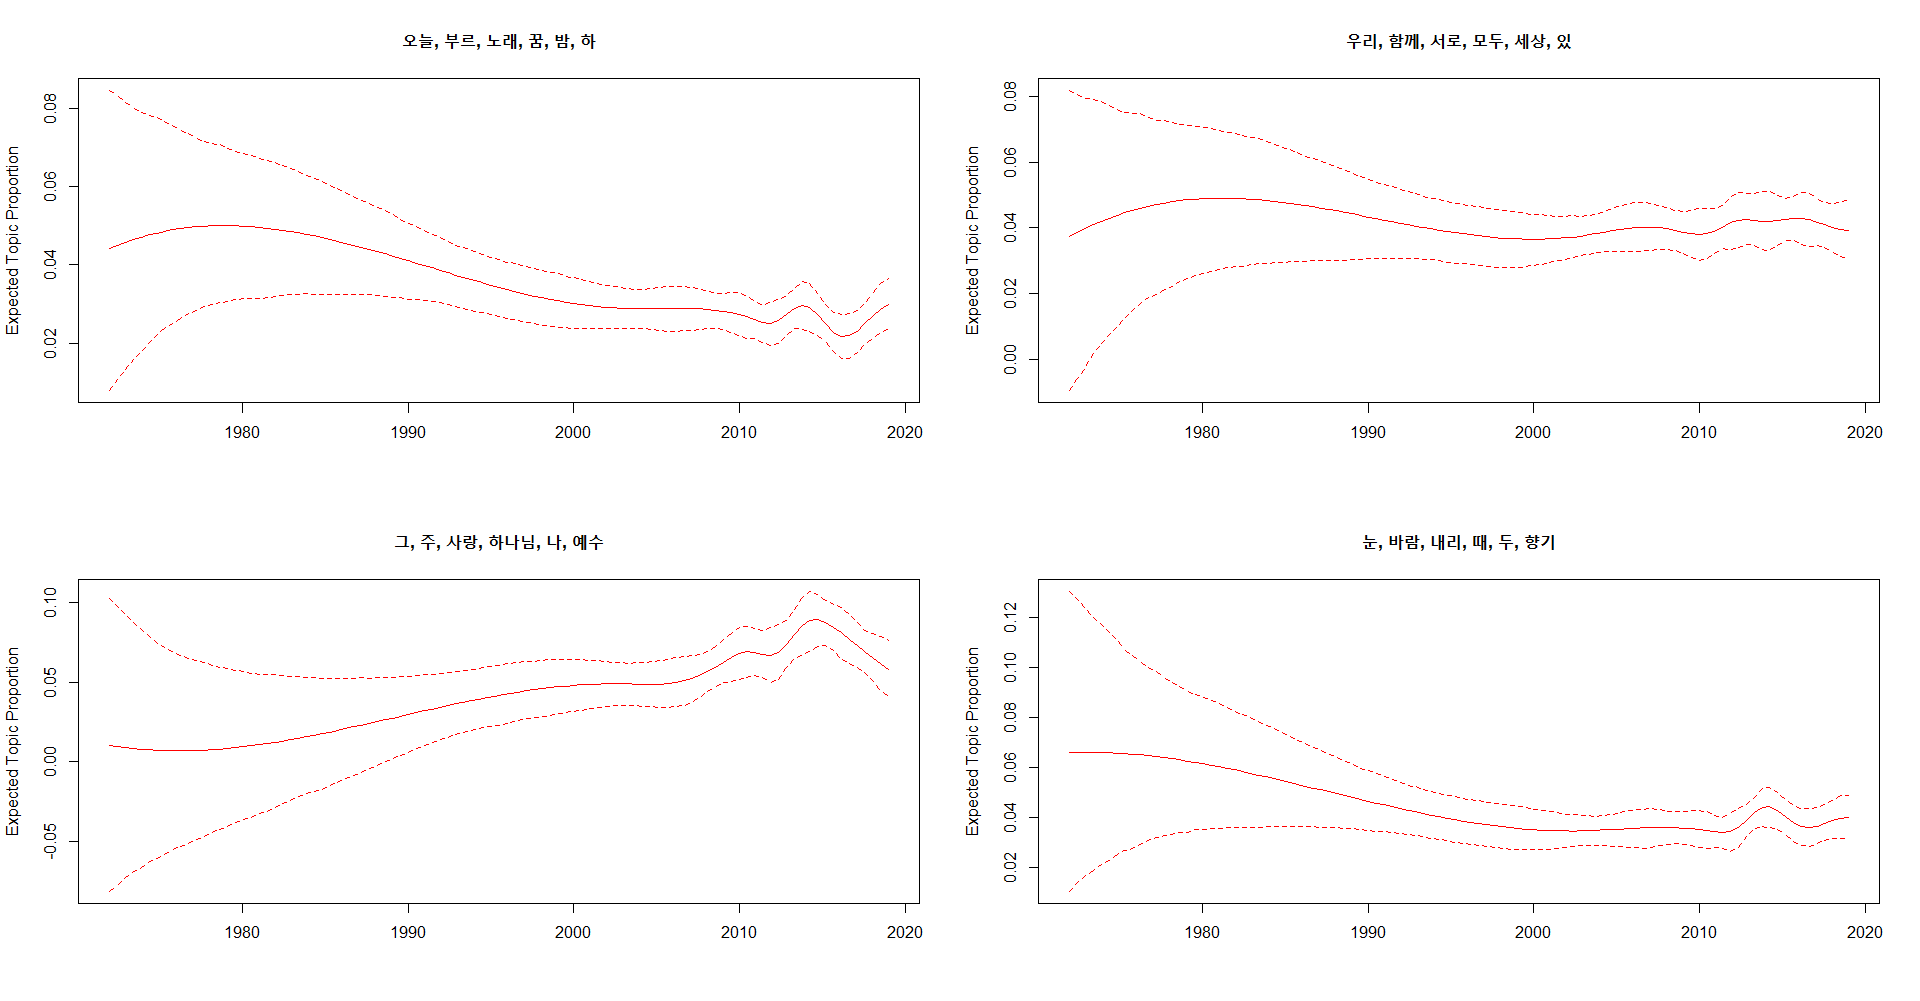 오늘, 부르, 노래, 꿈, 밤, 하
Expected Topic Proportion
0.08
0.06
0.04
0.02
1980 1990 2000 2010 2020
우리, 함께, 서로, 모두, 세상, 있
Expected Topic Proportion
0.08
0.06
0.04
0.02
0.00
1980 1990 2000 2010 2020
그, 주, 사랑, 하나님, 나, 예수
Expected Topic Proportion
0.10
0.05
0.00
-0.05
1980 1990 2000 2010 2020
눈, 바람, 내리, 때, 두, 향기
Expected Topic Proportion
0.12
0.10
0.08
0.06
0.04
0.02
1980 1990 2000 2010 2020